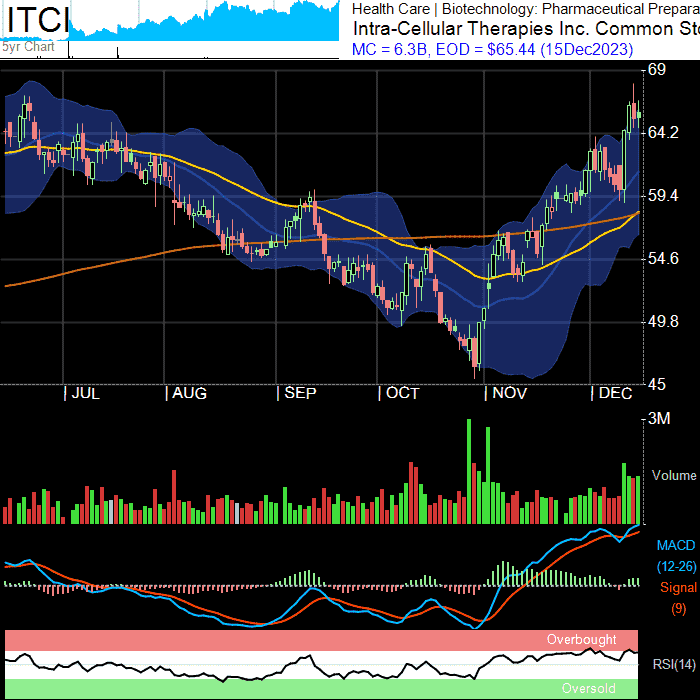 ITCI
5yr Chart
Health Care | Biotechnology: Pharmaceutical Prepara
Intra-Cellular Therapies Inc. Common Sto
MC = 6.3B, EOD = $65.44 (15Dec2023)
69
64.2
59.4
54.6
49.8
45
| JUL | AUG | SEP | OCT | NOV | DEC
3M
Volume
MACD
(12-26)
Signal
(9)
Overbought
RSI(14)
Oversold